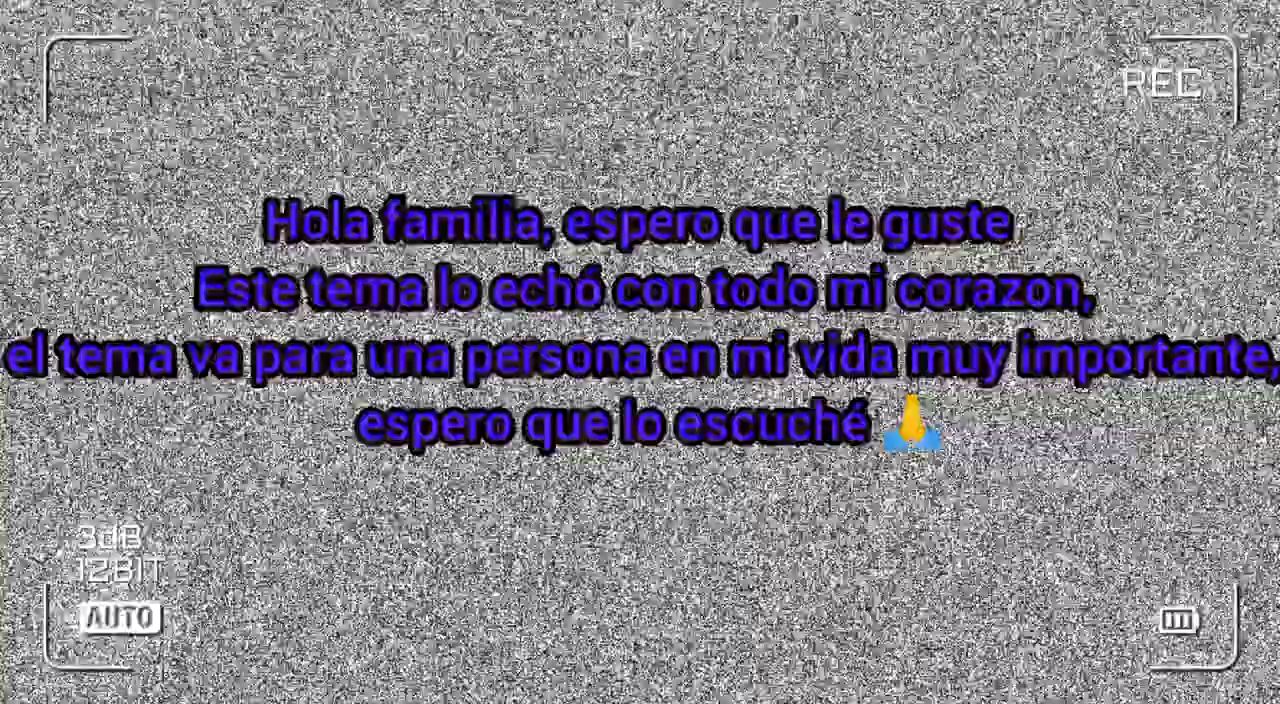 REC
Hola familia, espero que le guste
Este tema lo echó con todo mi corazon,
el tema va para una persona en mi vida muy importante,
espero que lo escuché 🙏
3dB
12BIT
AUTO